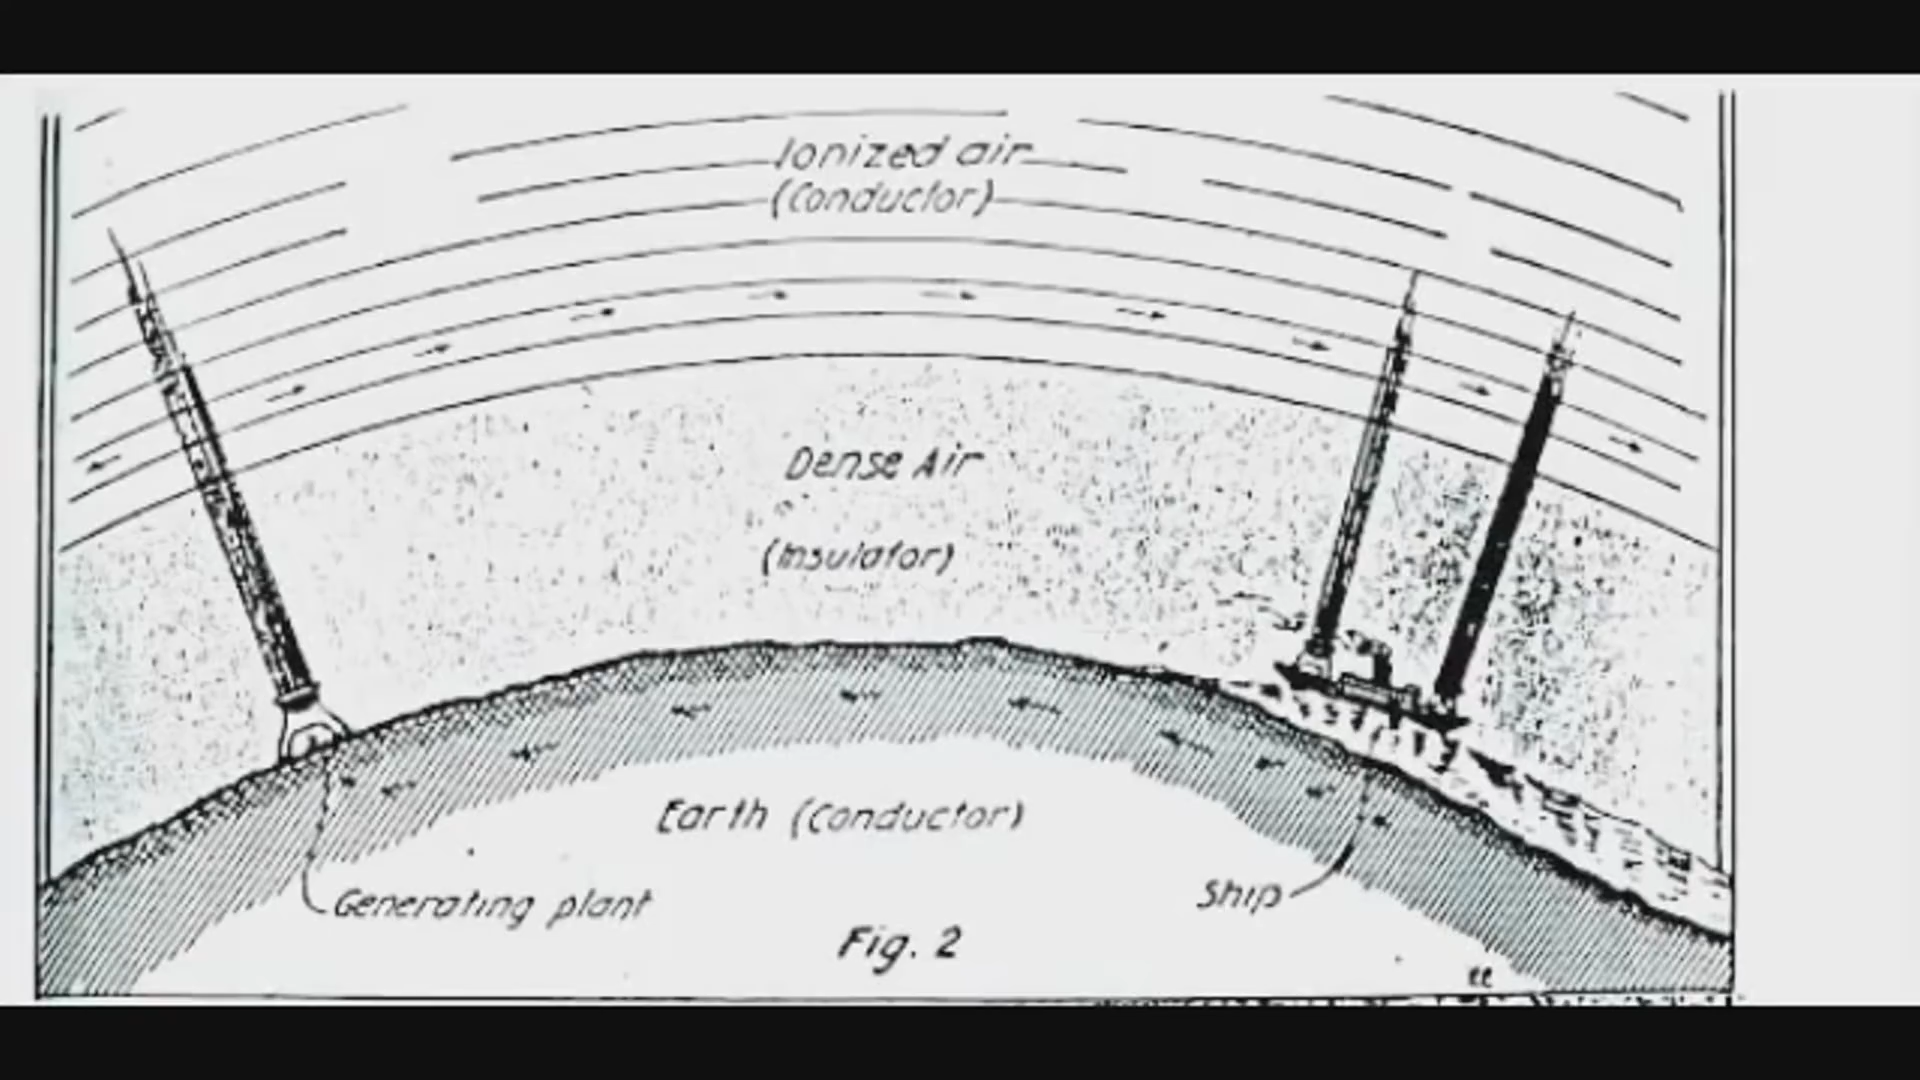 Ionized air
(Conductor)
Dense Air
(Insulator)
Earth (Conductor)
Generating plant
Ship
Fig. 2